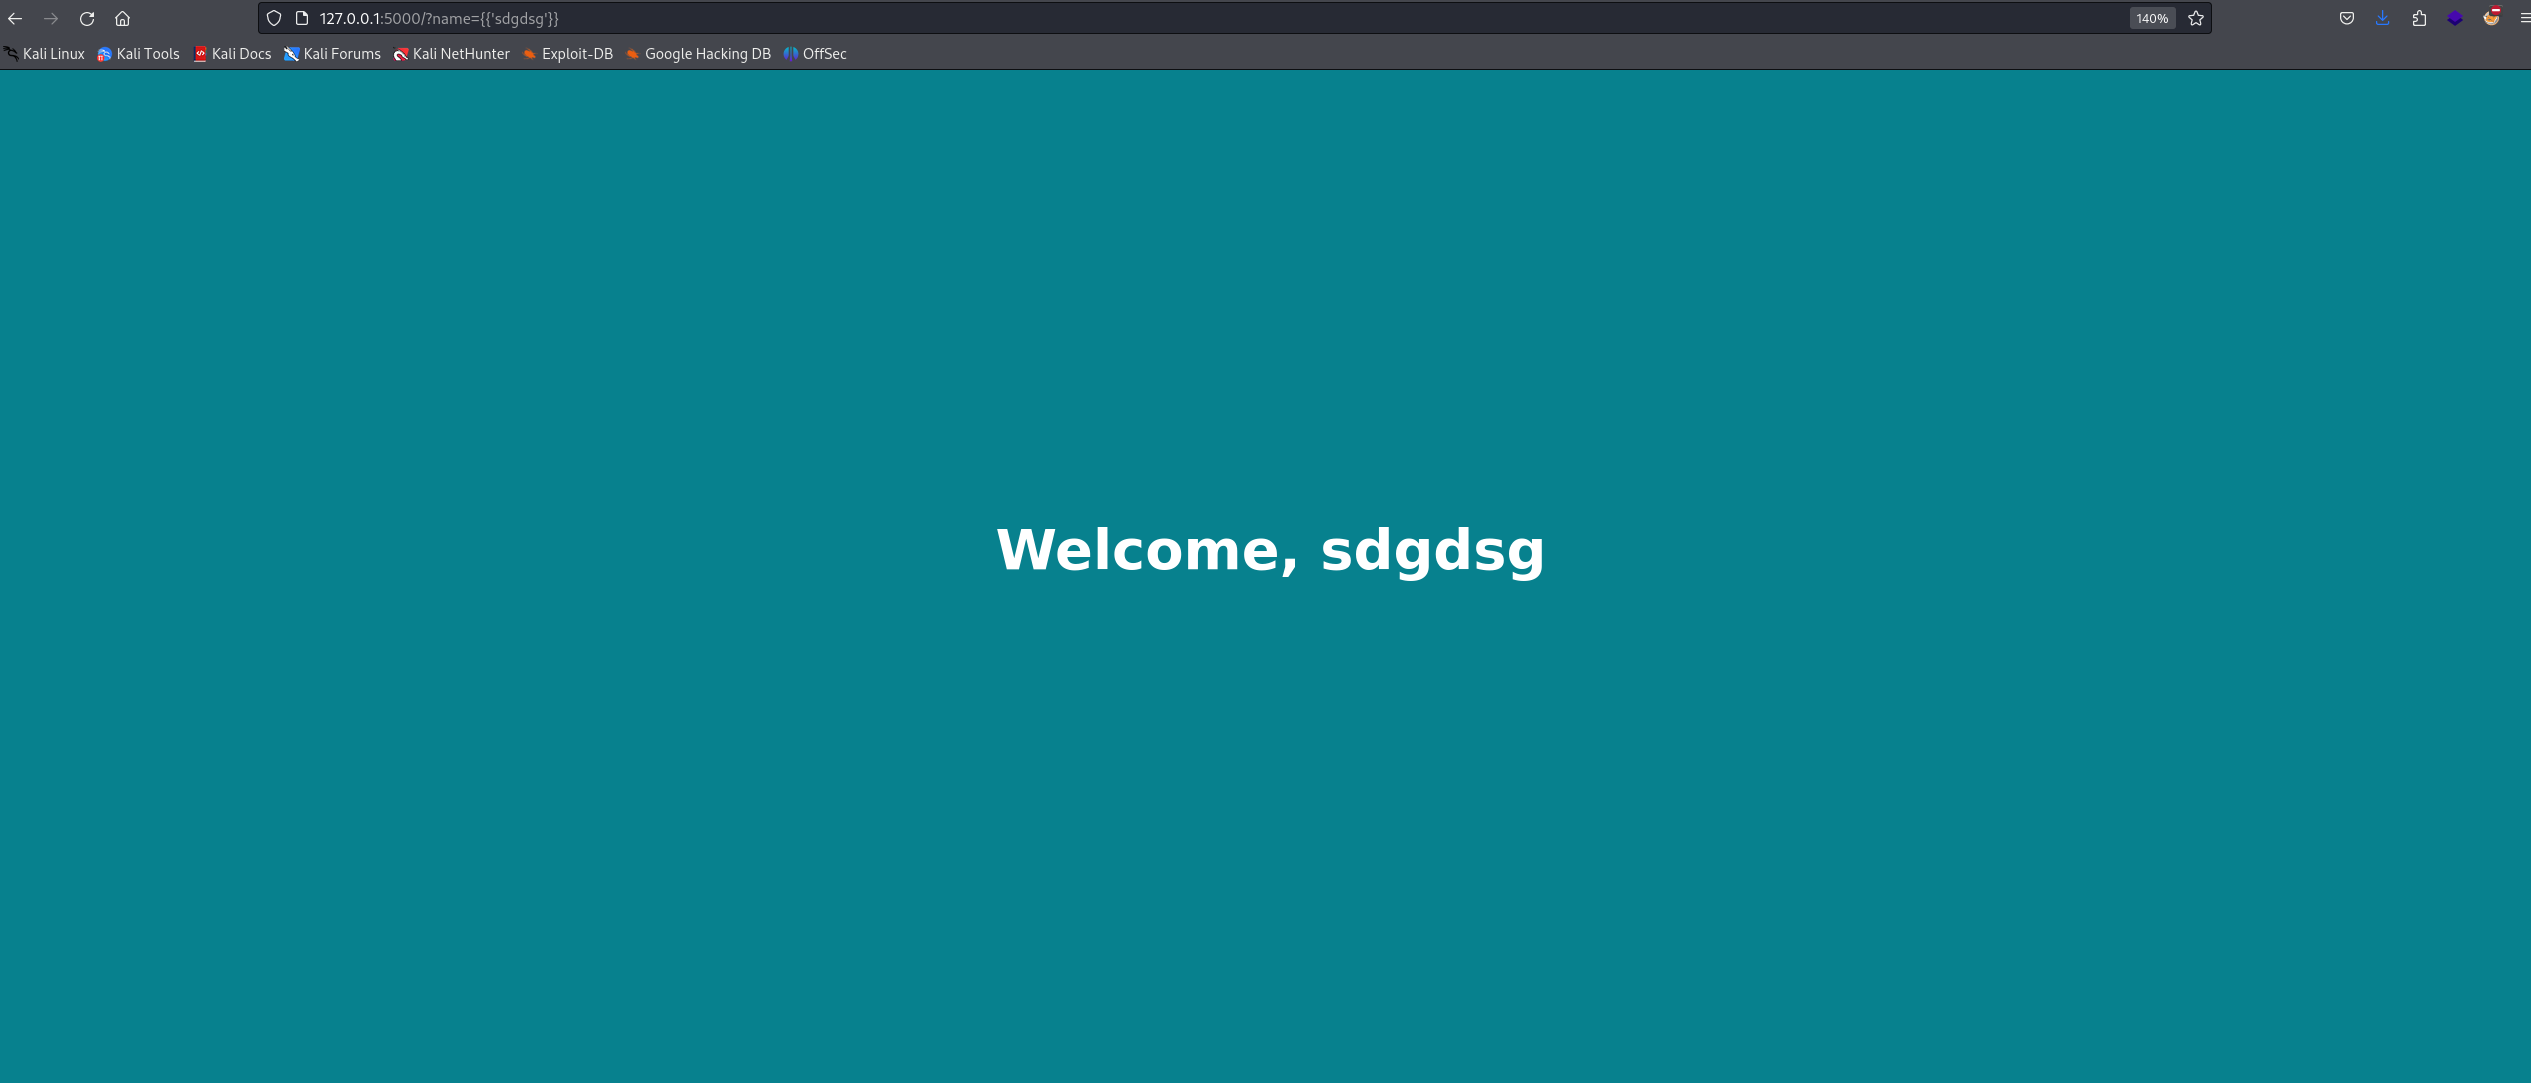 127.0.0.1:5000/?name={{'sdgdsg'}}
140%
Kali Linux Kali Tools Kali Docs Kali Forums Kali NetHunter Exploit-DB Google Hacking DB OffSec
Welcome, sdgdsg